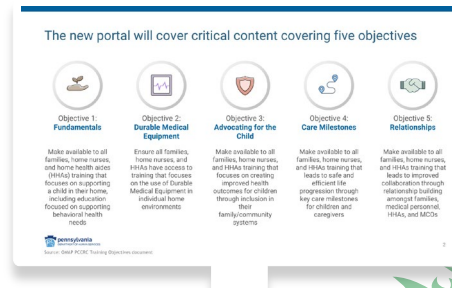 The new portal will cover critical content covering five objectives
Objective 1:
Fundamentals
Make available to all
families, home nurses,
and home health aides
(HHAs) training that
focuses on supporting
a child in their home,
including education
focused on supporting
behavioral health
needs
Objective 2:
Durable Medical
Equipment
Ensure all families,
home nurses, and
HHAs have access to
training that focuses
on the use of Durable
Medical Equipment in
individual home
environments
Objective 3:
Advocating for the
Child
Make available to all
families, home nurses,
and HHAs training that
focuses on creating
improved health
outcomes for children
through inclusion in
their
family/community
systems
Objective 4:
Care Milestones
Make available to all
families, home nurses,
and HHAs training that
leads to safe and
efficient life
progression through
key care milestones
for children and
caregivers
Objective 5:
Relationships
Make available to all
families, home nurses,
and HHAs training that
leads to improved
collaboration through
relationship building
amongst families,
medical personnel,
HHAs, and MCOs
pennsylvania
DEPARTMENT OF HUMAN SERVICES
Source: OMAP PCCRC Training Objectives document